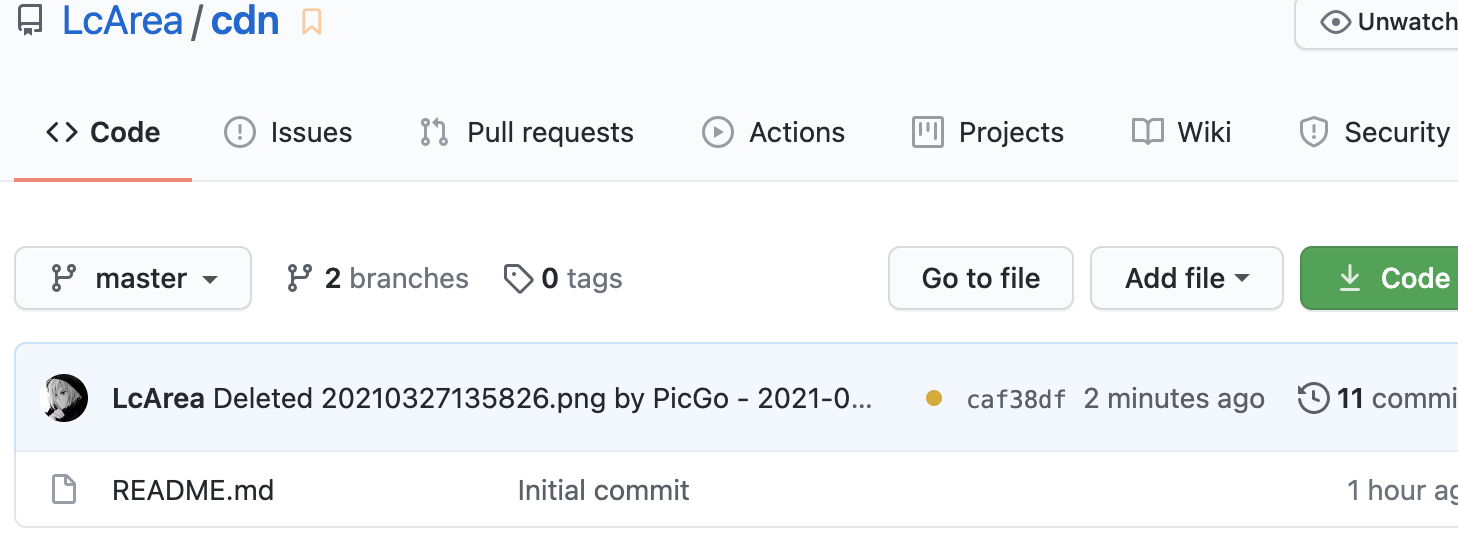 LcArea / cdn
Unwatch
Code Issues Pull requests Actions Projects Wiki Security
master 2 branches 0 tags Go to file Add file Code
LcArea Deleted 20210327135826.png by PicGo - 2021-0... caf38df 2 minutes ago 11 commi
README.md Initial commit 1 hour ag